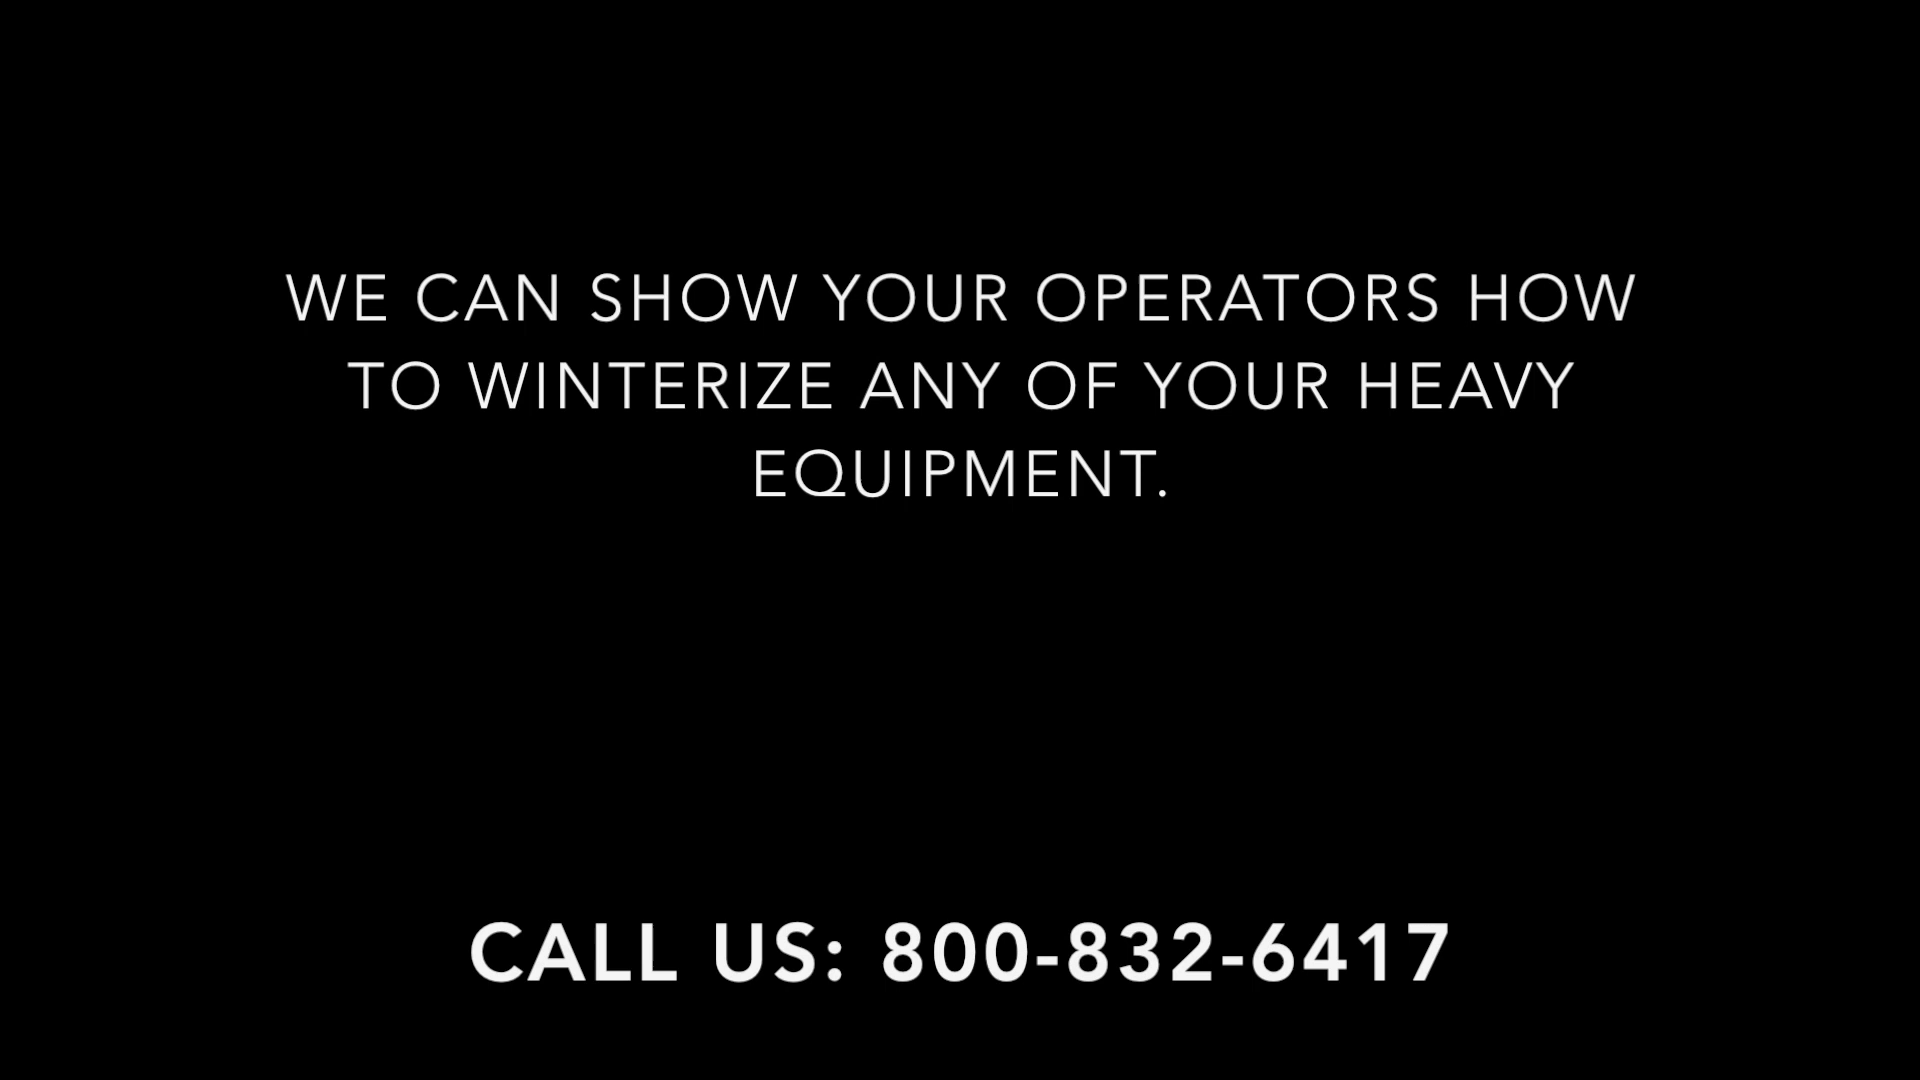 WE CAN SHOW YOUR OPERATORS HOW
TO WINTERIZE ANY OF YOUR HEAVY
EQUIPMENT.
CALL US: 800-832-6417